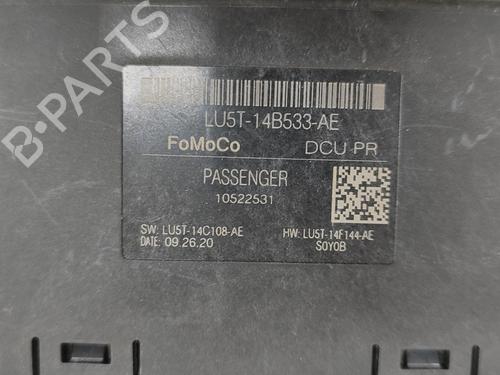 B-PARTS
LU5T-14B533-AE
FoMoCo DCU PR
PASSENGER
10522531
SW: LU5T-14C108-AE HW: LU5T-14F144-AE
DATE: 09.26.20 S0Y0B